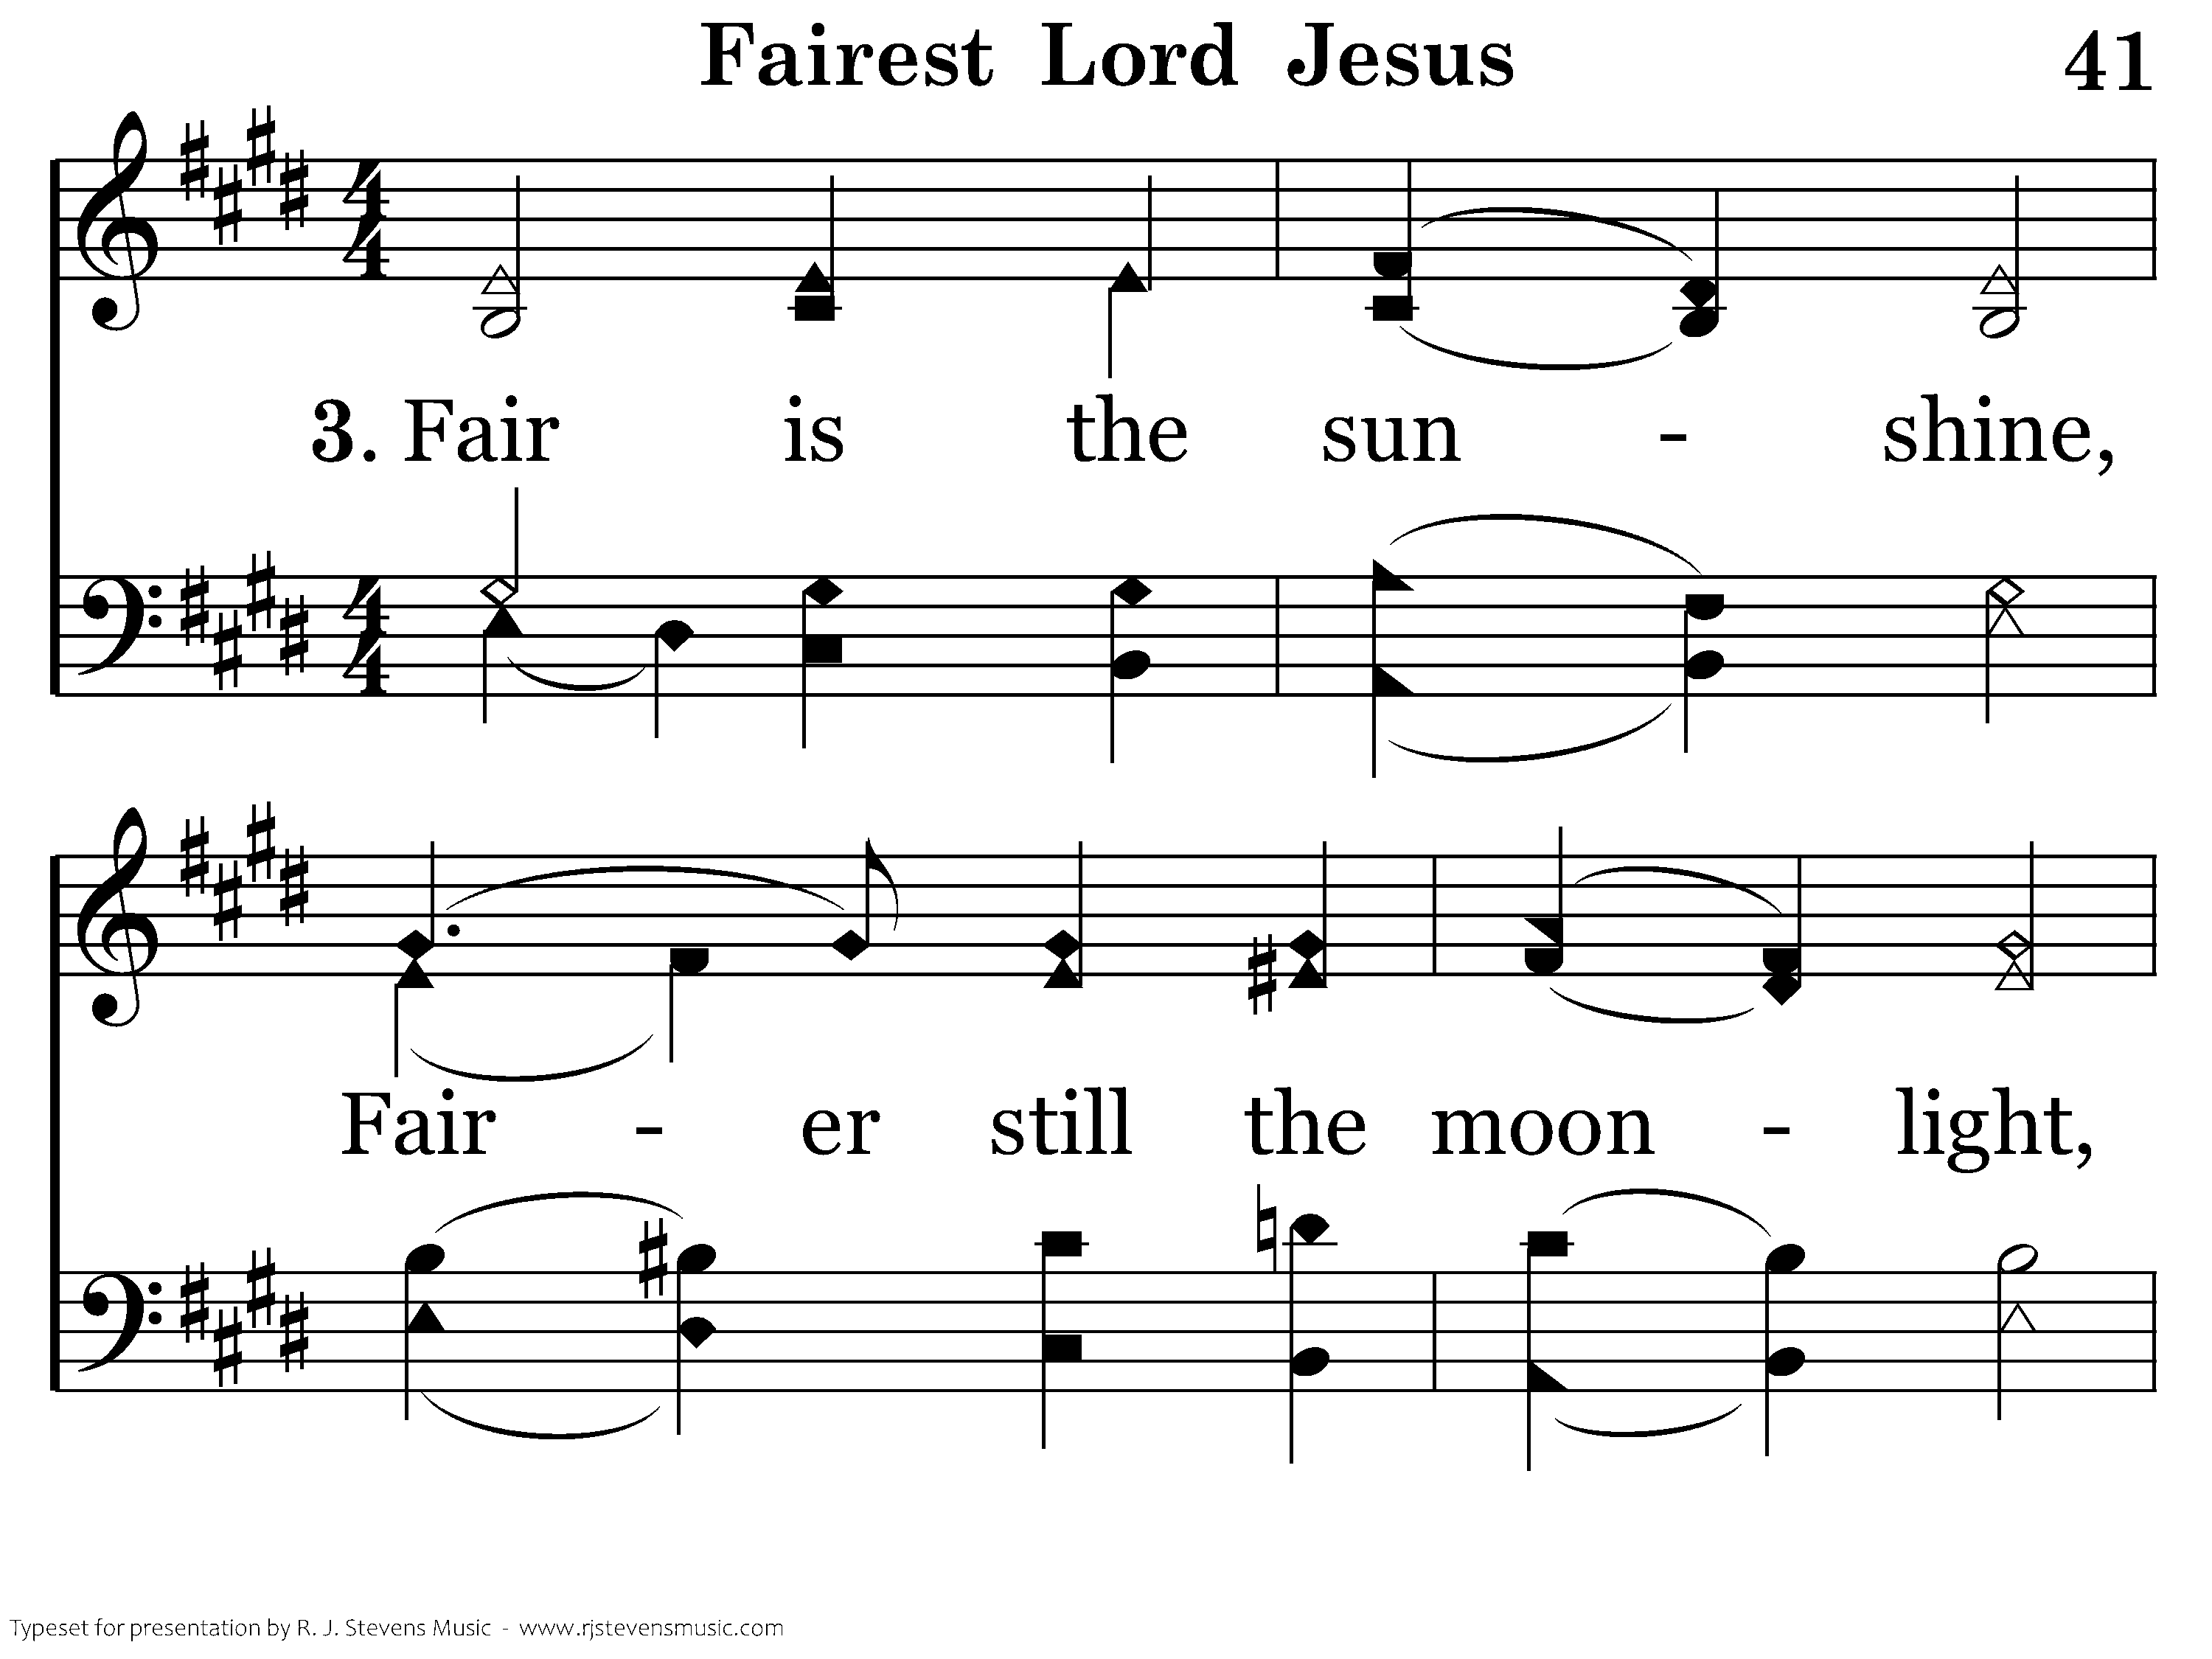 Fairest Lord Jesus 41
3. Fair is the sun - shine,
Fair - er still the moon - light,
Typeset for presentation by R. J. Stevens Music - www.rjstevensmusic.com